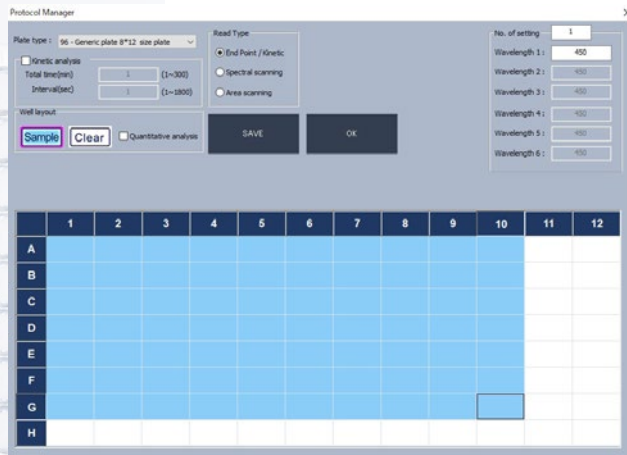 Protocol Manager
Plate type : 96 - Generic plate 8*12 size plate
Kinetic analysis
Total time(min) 1 (1~300)
Interval(sec) 1 (1~1800)
Read Type
End Point / Kinetic
Spectral scanning
Area scanning
No. of setting 1
Wavelength 1 : 450
Wavelength 2 : 450
Wavelength 3 : 450
Wavelength 4 : 450
Wavelength 5 : 450
Wavelength 6 : 450
Well layout
Sample Clear Quantitative analysis
SAVE OK
1 2 3 4 5 6 7 8 9 10 11 12
A
B
C
D
E
F
G
H